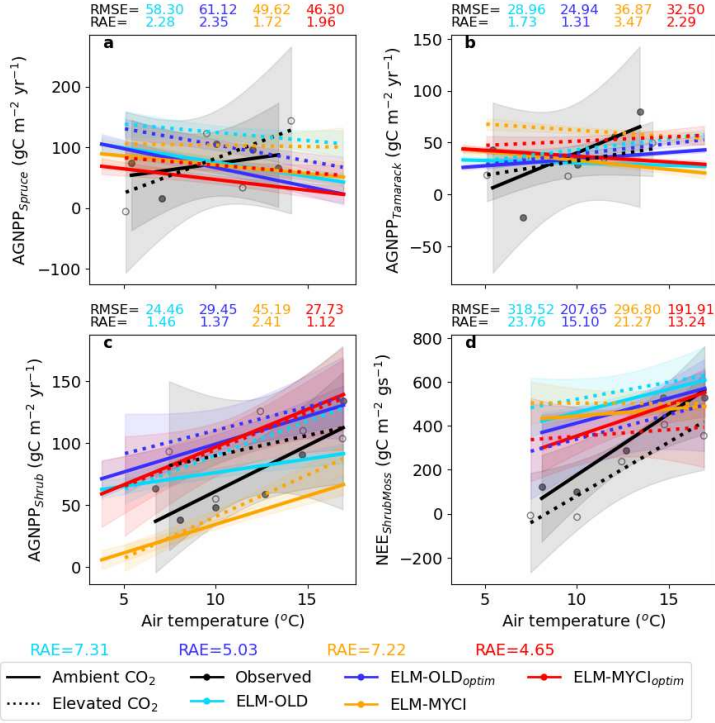 RMSE= 58.30 61.12 49.62 46.30
RAE= 2.28 2.35 1.72 1.96
RMSE= 28.96 24.94 36.87 32.50
RAE= 1.73 1.31 3.47 2.29
a
b
AGNPP_Spruce (gC m⁻² yr⁻¹)
200
100
0
−100
AGNPP_Tamarack (gC m⁻² yr⁻¹)
150
100
50
0
−50
RMSE= 24.46 29.45 45.19 27.73
RAE= 1.46 1.37 2.41 1.12
RMSE= 318.52 207.65 296.80 191.91
RAE= 23.76 15.10 21.27 13.24
c
d
AGNPP_Shrub (gC m⁻² yr⁻¹)
150
100
50
0
NEE_ShrubMoss (gC m⁻² gs⁻¹)
800
600
400
200
0
−200
5 10 15
5 10 15
Air temperature (°C)
Air temperature (°C)
RAE=7.31 RAE=5.03 RAE=7.22 RAE=4.65
Ambient CO₂ Observed ELM-OLD_optim ELM-MYCI_optim
Elevated CO₂ ELM-OLD ELM-MYCI